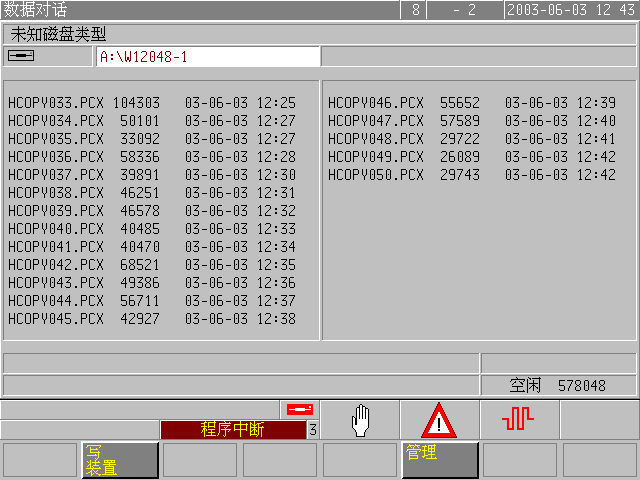 数据对话 8 - 2 2003-06-03 12 43
未知磁盘类型
A:\W12048-1
HCOPY033.PCX 104303 03-06-03 12:25
HCOPY034.PCX 50101 03-06-03 12:27
HCOPY035.PCX 33092 03-06-03 12:27
HCOPY036.PCX 58336 03-06-03 12:28
HCOPY037.PCX 39891 03-06-03 12:30
HCOPY038.PCX 46251 03-06-03 12:31
HCOPY039.PCX 46578 03-06-03 12:32
HCOPY040.PCX 40485 03-06-03 12:33
HCOPY041.PCX 40470 03-06-03 12:34
HCOPY042.PCX 68521 03-06-03 12:35
HCOPY043.PCX 49386 03-06-03 12:36
HCOPY044.PCX 56711 03-06-03 12:37
HCOPY045.PCX 42927 03-06-03 12:38
HCOPY046.PCX 55652 03-06-03 12:39
HCOPY047.PCX 57589 03-06-03 12:40
HCOPY048.PCX 29722 03-06-03 12:41
HCOPY049.PCX 26089 03-06-03 12:42
HCOPY050.PCX 29743 03-06-03 12:42
空闲 578048
程序中断 3
写
装置
管理